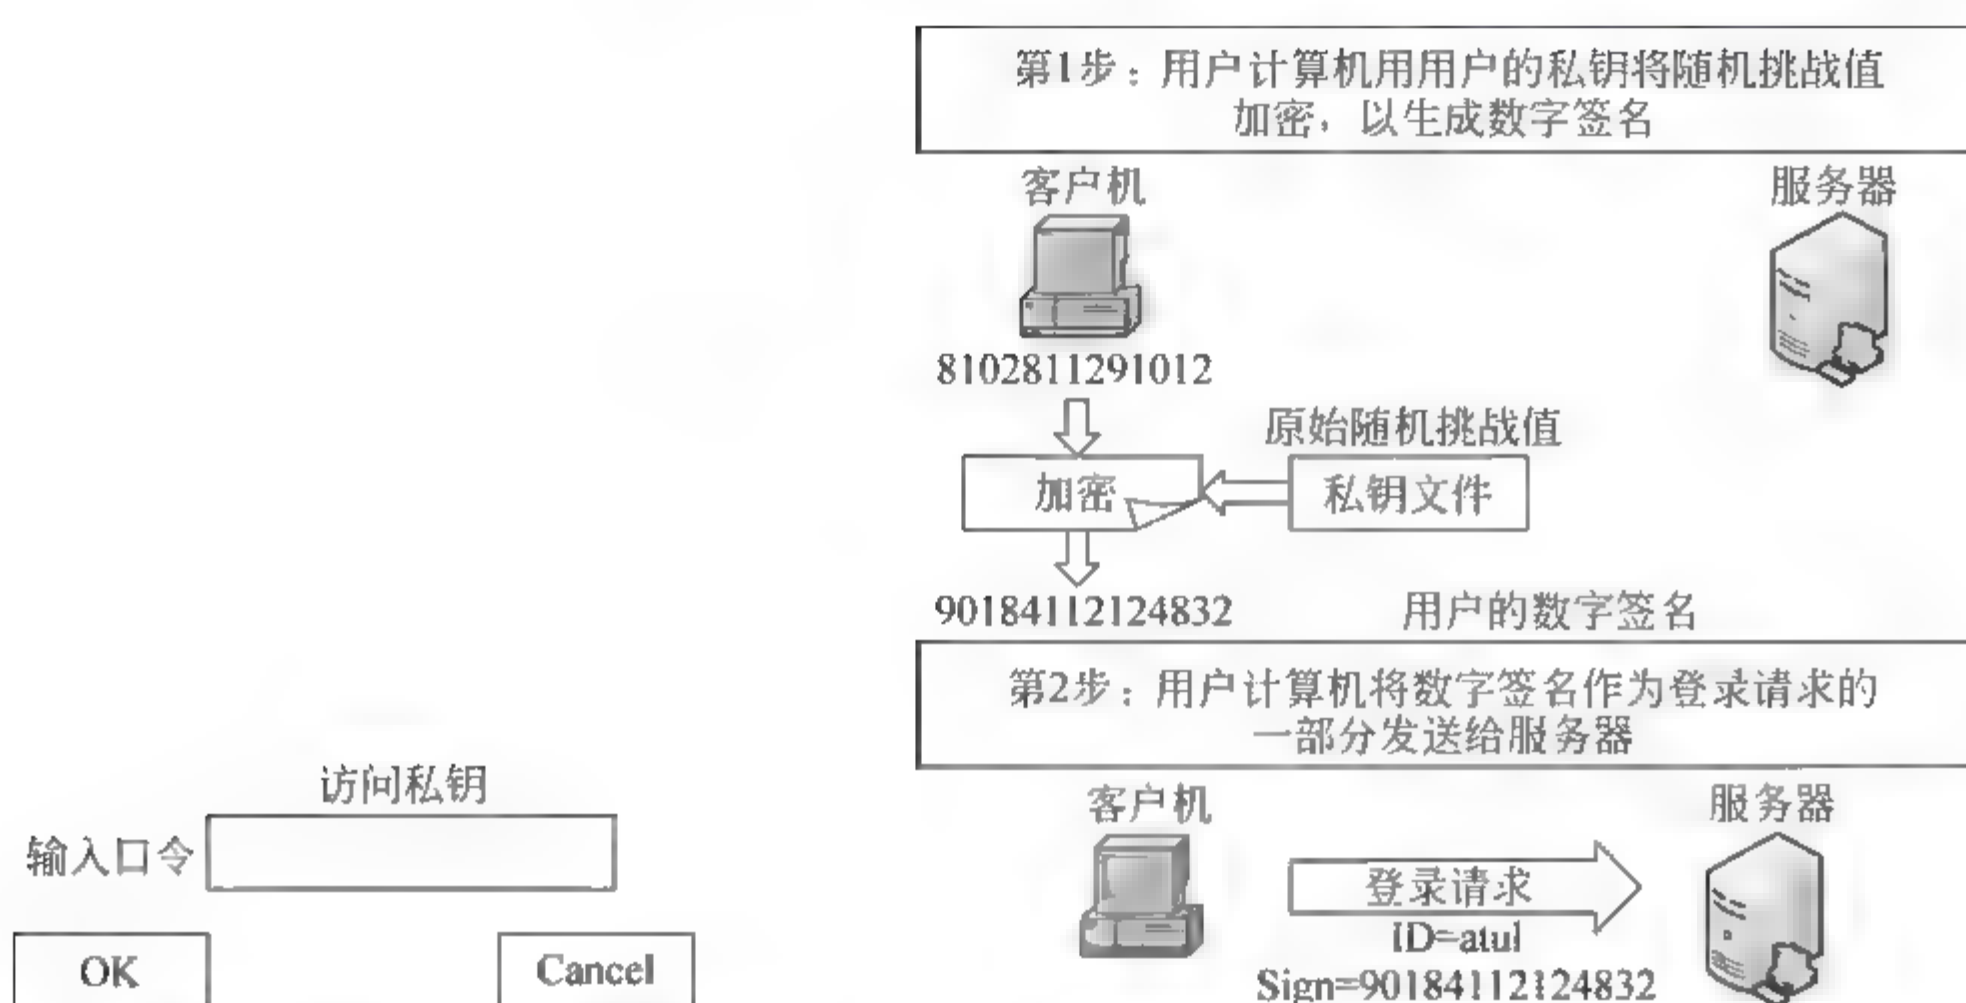 访问私钥
输入口令
OK
Cancel
第1步：用户计算机用用户的私钥将随机挑战值
加密，以生成数字签名
客户机
服务器
8102811291012
原始随机挑战值
加密
私钥文件
90184112124832
用户的数字签名
第2步：用户计算机将数字签名作为登录请求的
一部分发送给服务器
客户机
服务器
登录请求
ID=atul
Sign=90184112124832